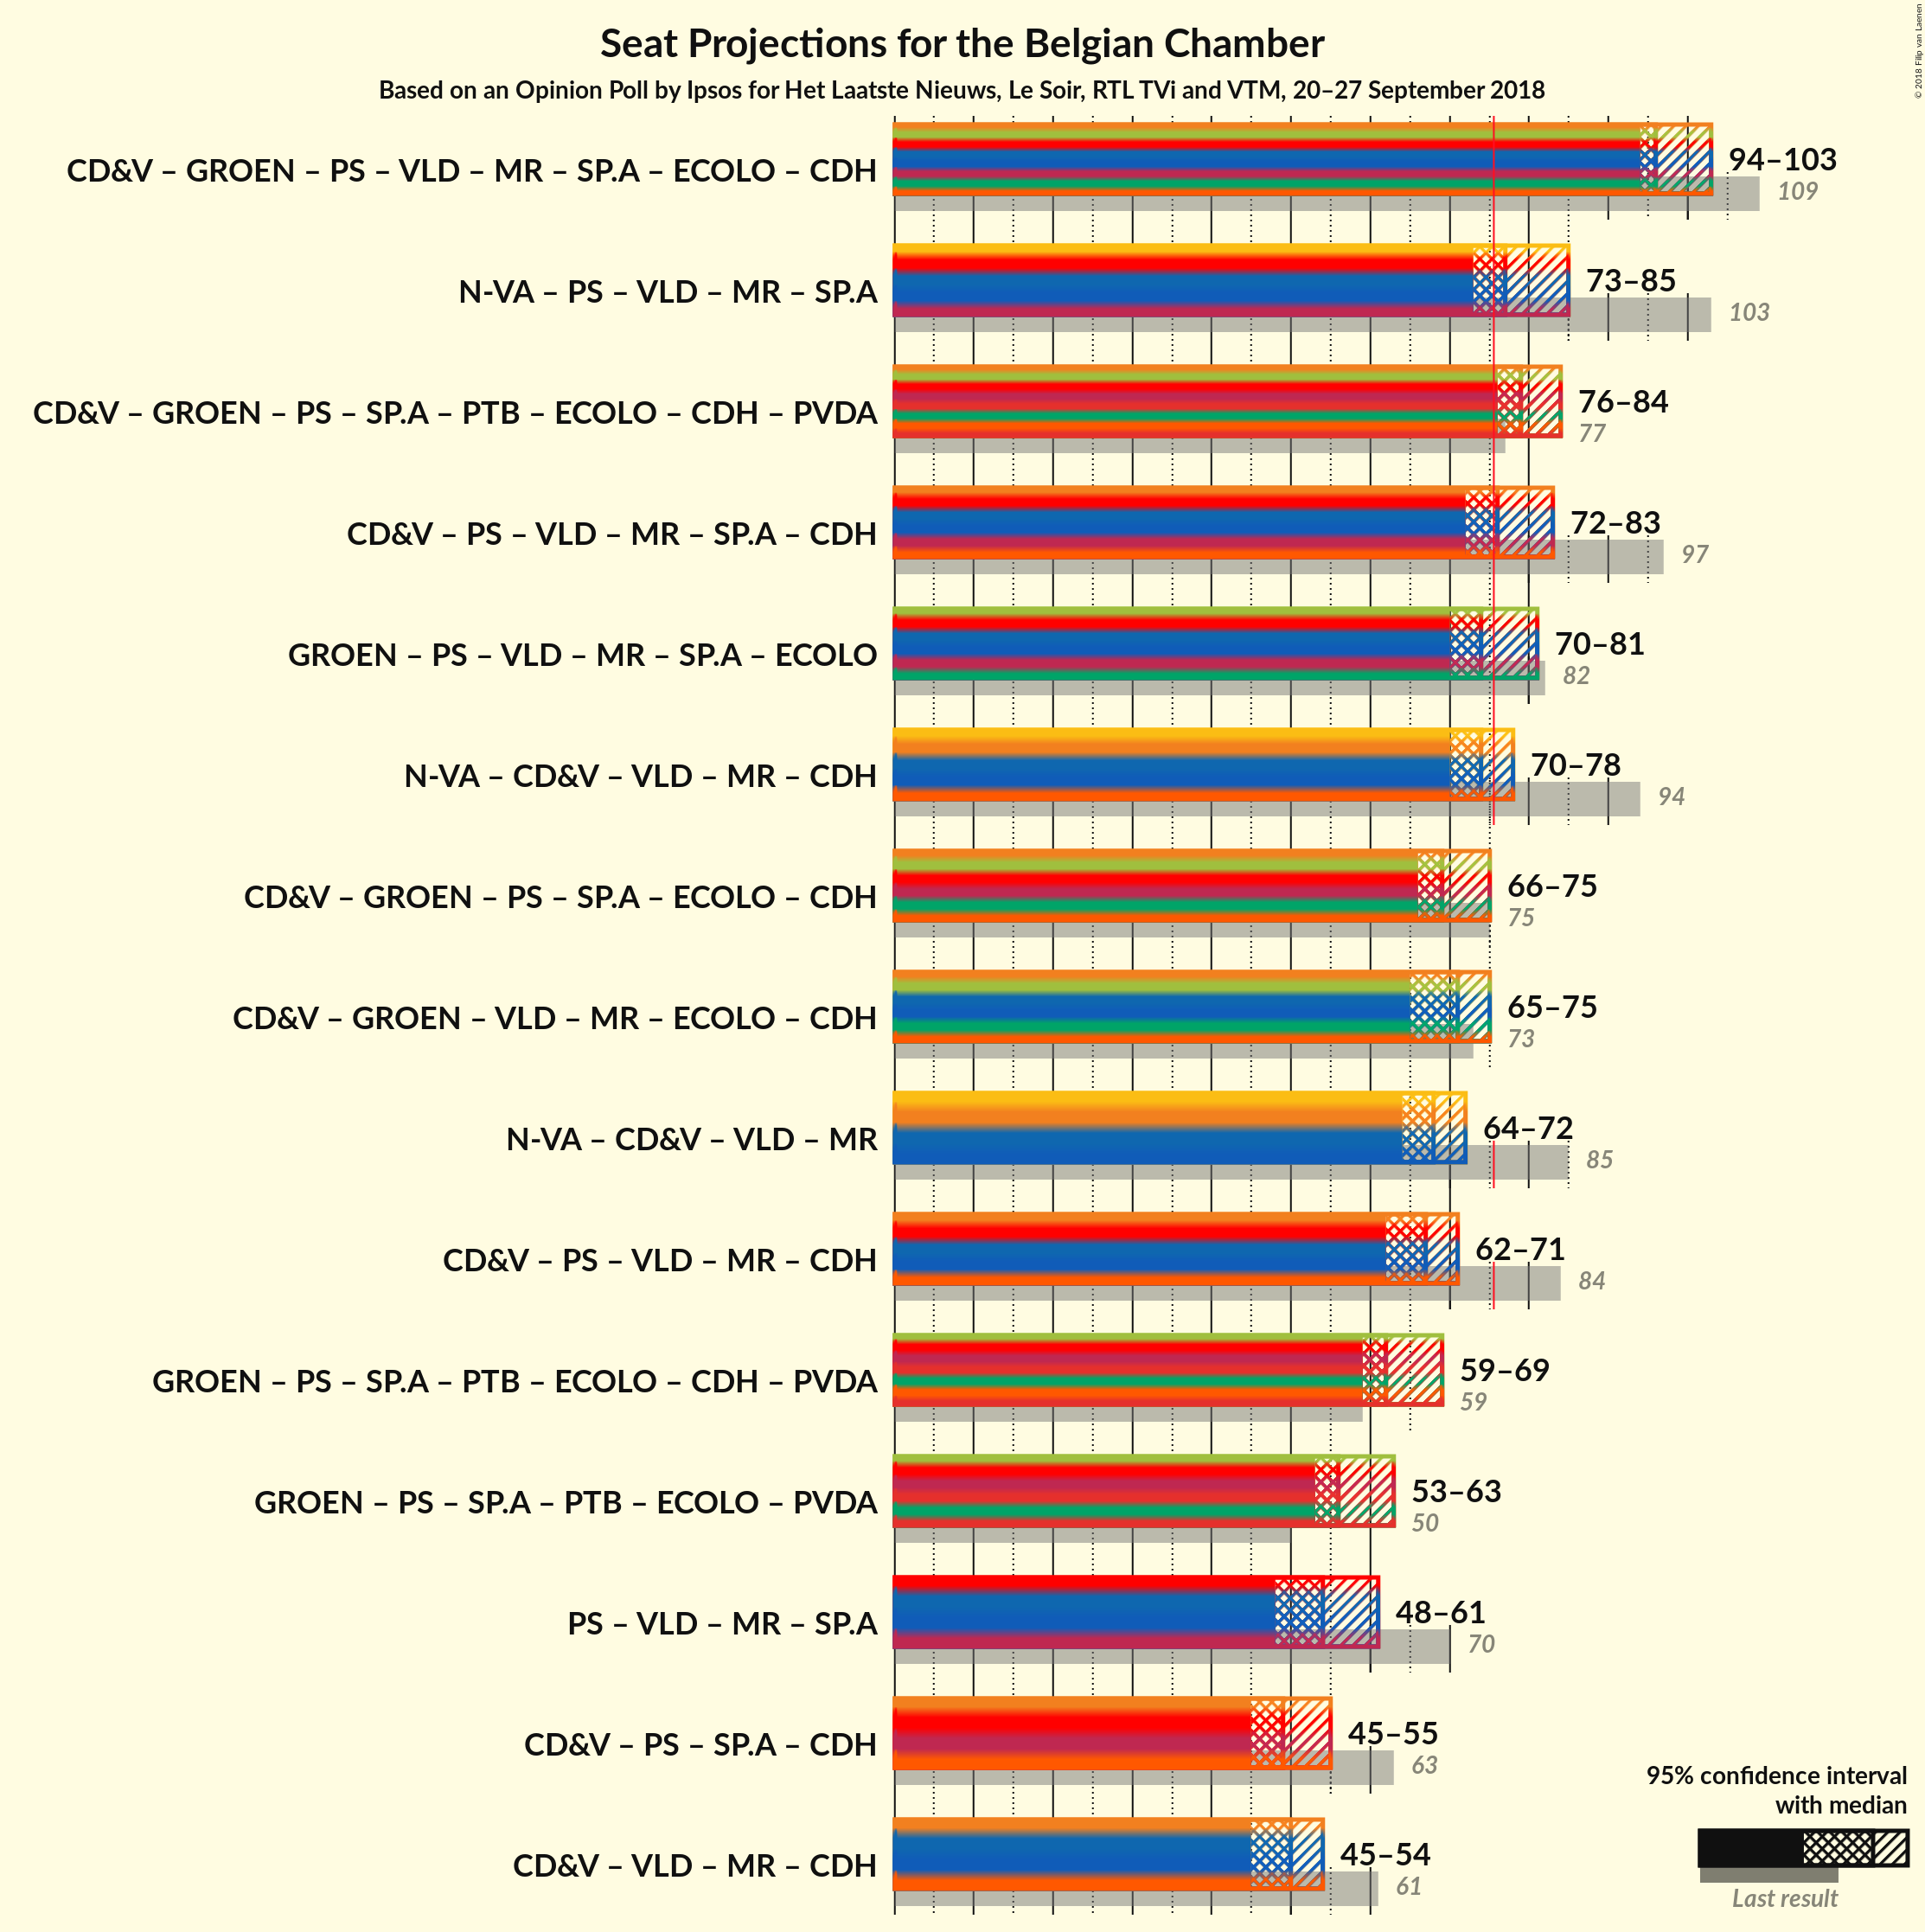 Seat Projections for the Belgian Chamber
Based on an Opinion Poll by Ipsos for Het Laatste Nieuws, Le Soir, RTL TVi and VTM, 20–27 September 2018
© 2018 Filip van Laenen
CD&V – GROEN – PS – VLD – MR – SP.A – ECOLO – CDH
94–103
109
N-VA – PS – VLD – MR – SP.A
73–85
103
CD&V – GROEN – PS – SP.A – PTB – ECOLO – CDH – PVDA
76–84
77
CD&V – PS – VLD – MR – SP.A – CDH
72–83
97
GROEN – PS – VLD – MR – SP.A – ECOLO
70–81
82
N-VA – CD&V – VLD – MR – CDH
70–78
94
CD&V – GROEN – PS – SP.A – ECOLO – CDH
66–75
75
CD&V – GROEN – VLD – MR – ECOLO – CDH
65–75
73
N-VA – CD&V – VLD – MR
64–72
85
CD&V – PS – VLD – MR – CDH
62–71
84
GROEN – PS – SP.A – PTB – ECOLO – CDH – PVDA
59–69
59
GROEN – PS – SP.A – PTB – ECOLO – PVDA
53–63
50
PS – VLD – MR – SP.A
48–61
70
CD&V – PS – SP.A – CDH
45–55
63
CD&V – VLD – MR – CDH
45–54
61
95% confidence interval
with median
Last result